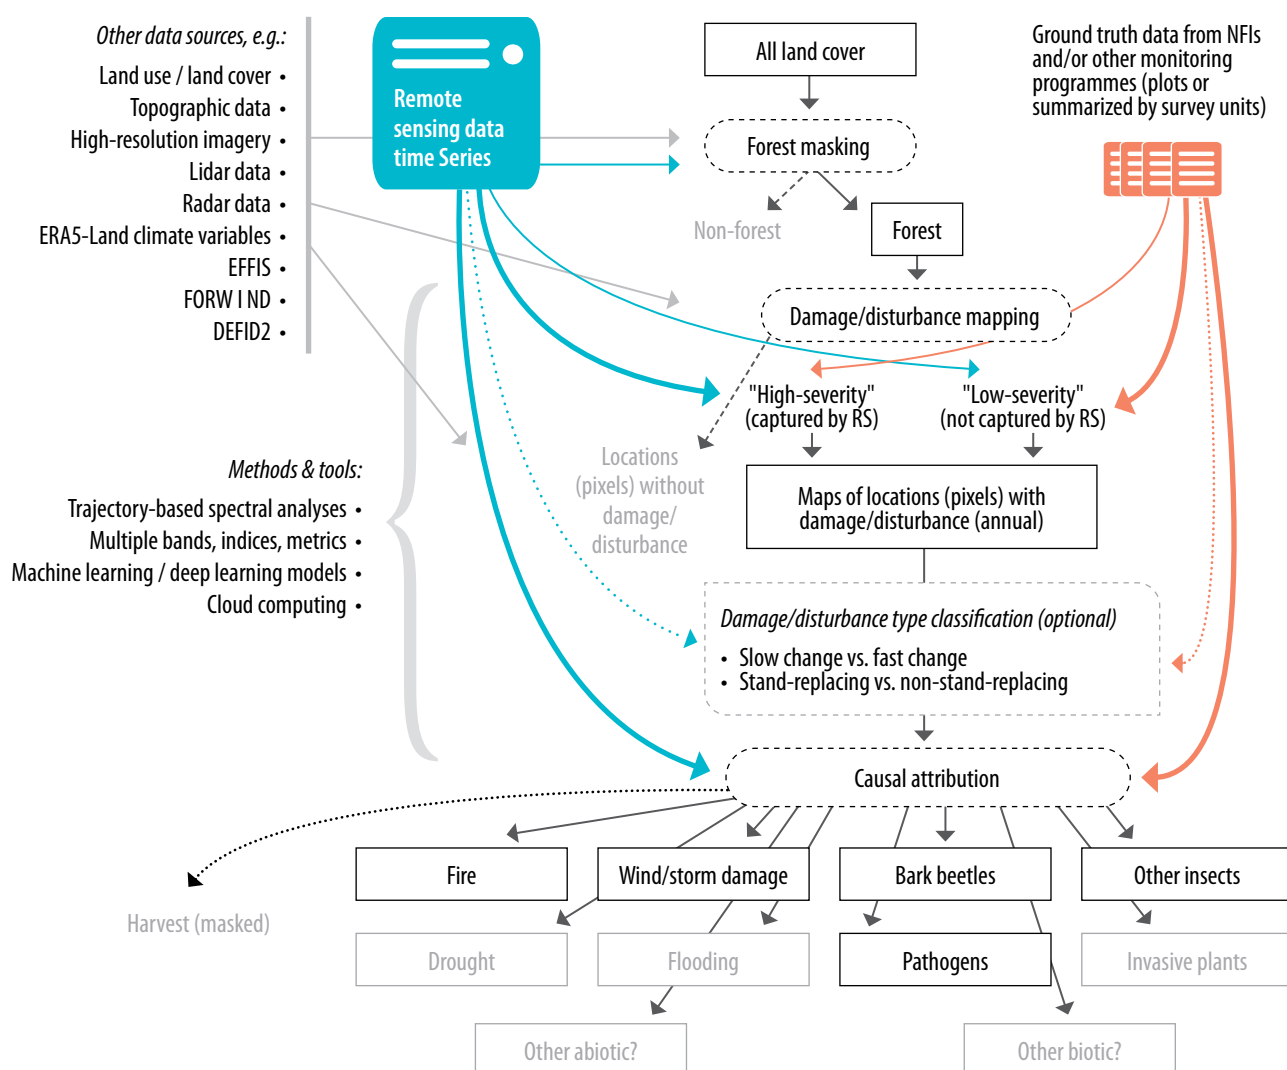 Other data sources, e.g.:
Land use / land cover •
Topographic data •
High-resolution imagery •
Lidar data •
Radar data •
ERA5-Land climate variables •
EFFIS •
FORW I ND •
DEFID2 •
Remote
sensing data
time Series
All land cover
Forest masking
Non-forest
Forest
Ground truth data from NFIs
and/or other monitoring
programmes (plots or
summarized by survey units)
Damage/disturbance mapping
"High-severity"
(captured by RS)
"Low-severity"
(not captured by RS)
Locations
(pixels) without
damage/
disturbance
Maps of locations (pixels) with
damage/disturbance (annual)
Methods & tools:
Trajectory-based spectral analyses •
Multiple bands, indices, metrics •
Machine learning / deep learning models •
Cloud computing •
Damage/disturbance type classification (optional)
• Slow change vs. fast change
• Stand-replacing vs. non-stand-replacing
Causal attribution
Harvest (masked)
Fire
Wind/storm damage
Bark beetles
Other insects
Drought
Flooding
Pathogens
Invasive plants
Other abiotic?
Other biotic?